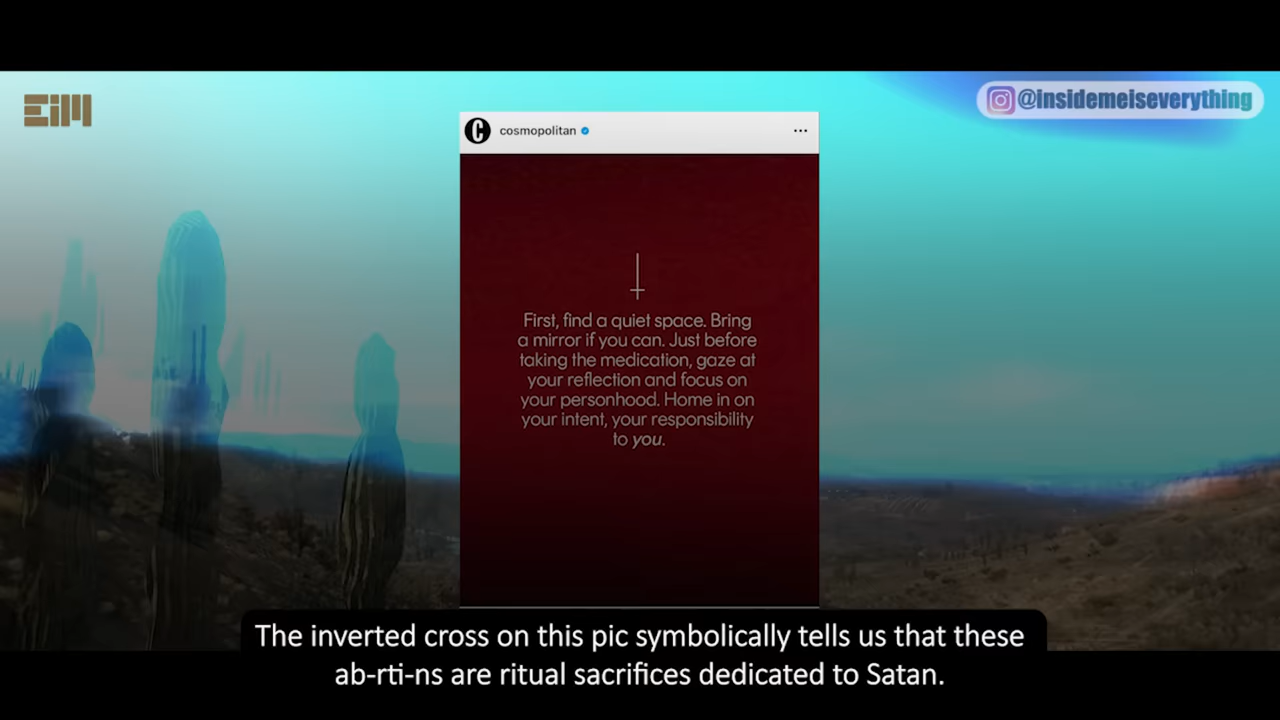 EiM
@insidemeiseverything
C cosmopolitan
First, find a quiet space. Bring
a mirror if you can. Just before
taking the medication, gaze at
your reflection and focus on
your personhood. Home in on
your intent, your responsibility
to you.
The inverted cross on this pic symbolically tells us that these
ab-rti-ns are ritual sacrifices dedicated to Satan.